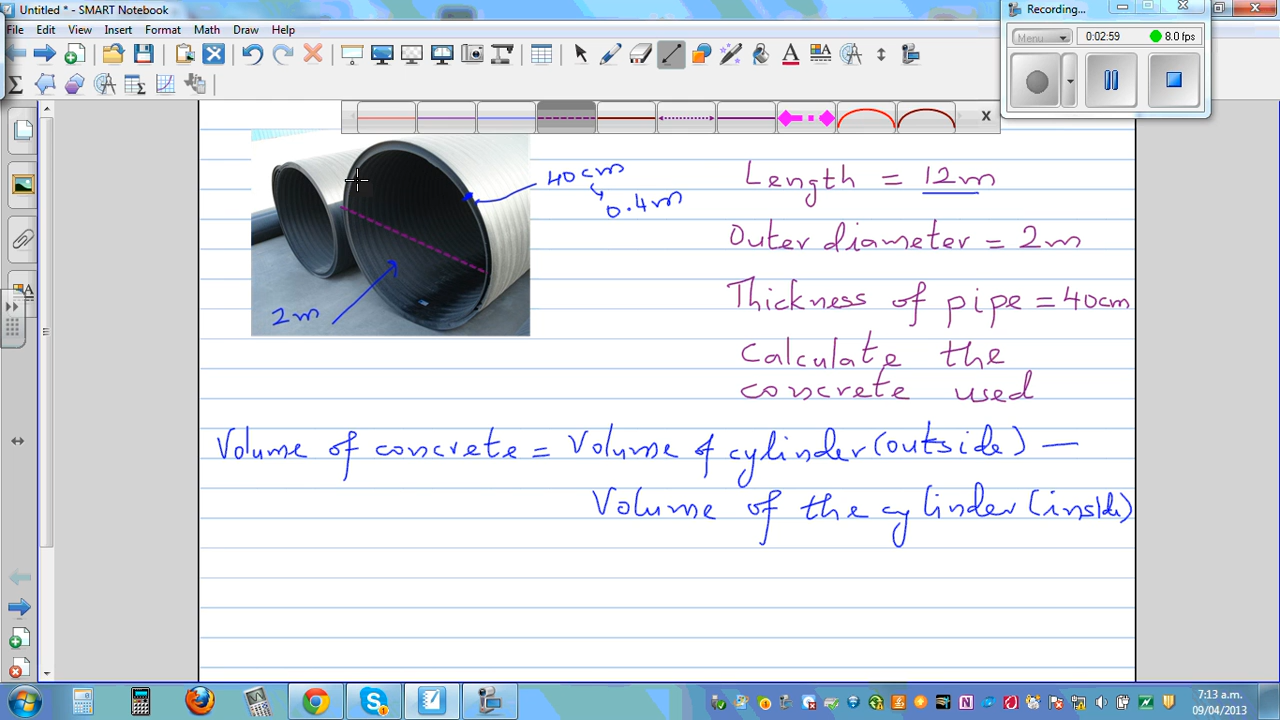 Untitled * - SMART Notebook
Recording...
File Edit View Insert Format Math Draw Help
Menu
0:02:59
8.0 fps
40cm
0.4m
2m
Length = 12m
Outer diameter = 2m
Thickness of pipe = 40cm
Calculate the
concrete used
Volume of concrete = Volume of cylinder (outside) —
Volume of the cylinder (inside)
7:13 a.m.
09/04/2013